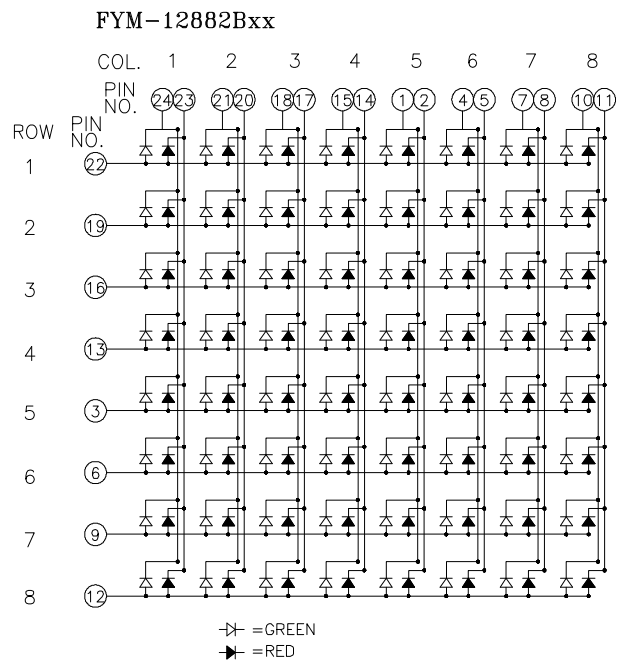 FYM-12882Bxx
COL. 1 2 3 4 5 6 7 8
PIN NO. 24 23 21 20 18 17 15 14 1 2 4 5 7 8 10 11
ROW PIN NO.
1 22
2 19
3 16
4 13
5 3
6 6
7 9
8 12
=GREEN
=RED